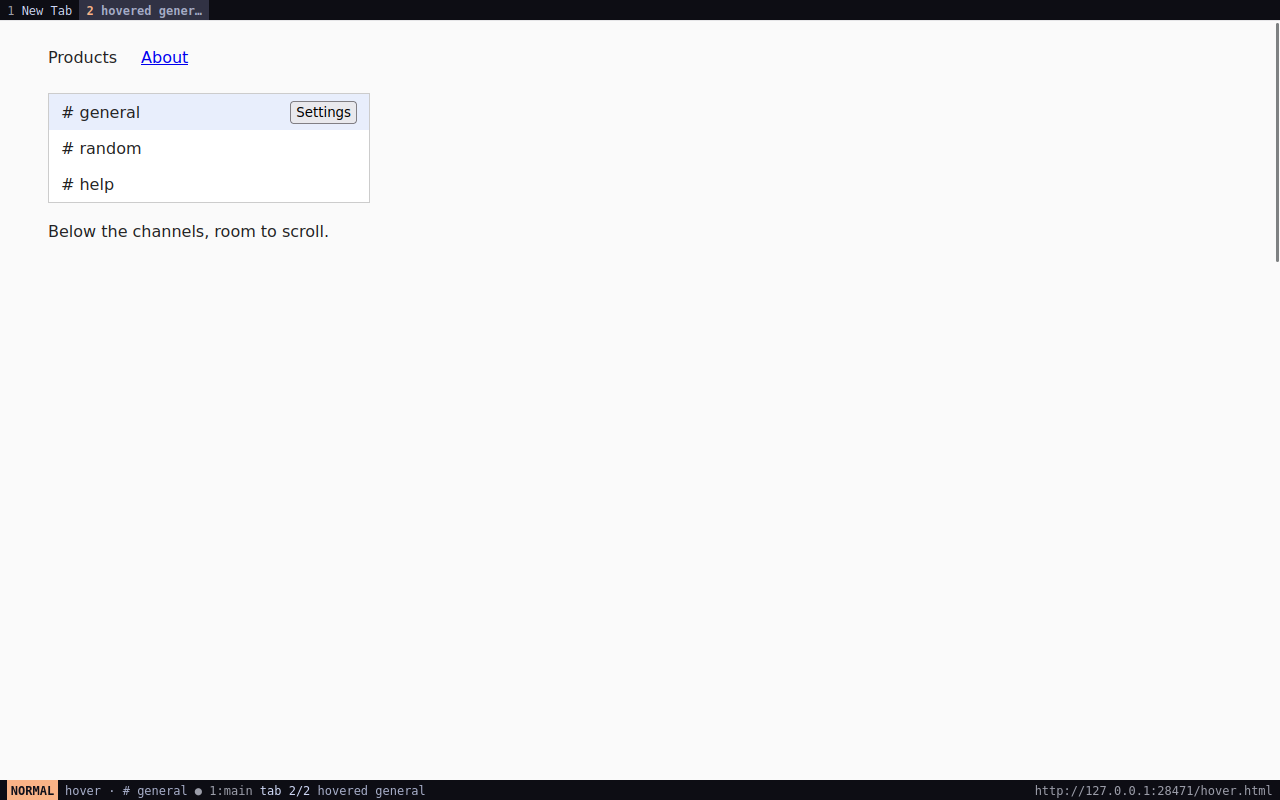 1 New Tab 2 hovered gener…
Products About
# general Settings
# random
# help
Below the channels, room to scroll.
NORMAL hover · # general ● 1:main tab 2/2 hovered general http://127.0.0.1:28471/hover.html